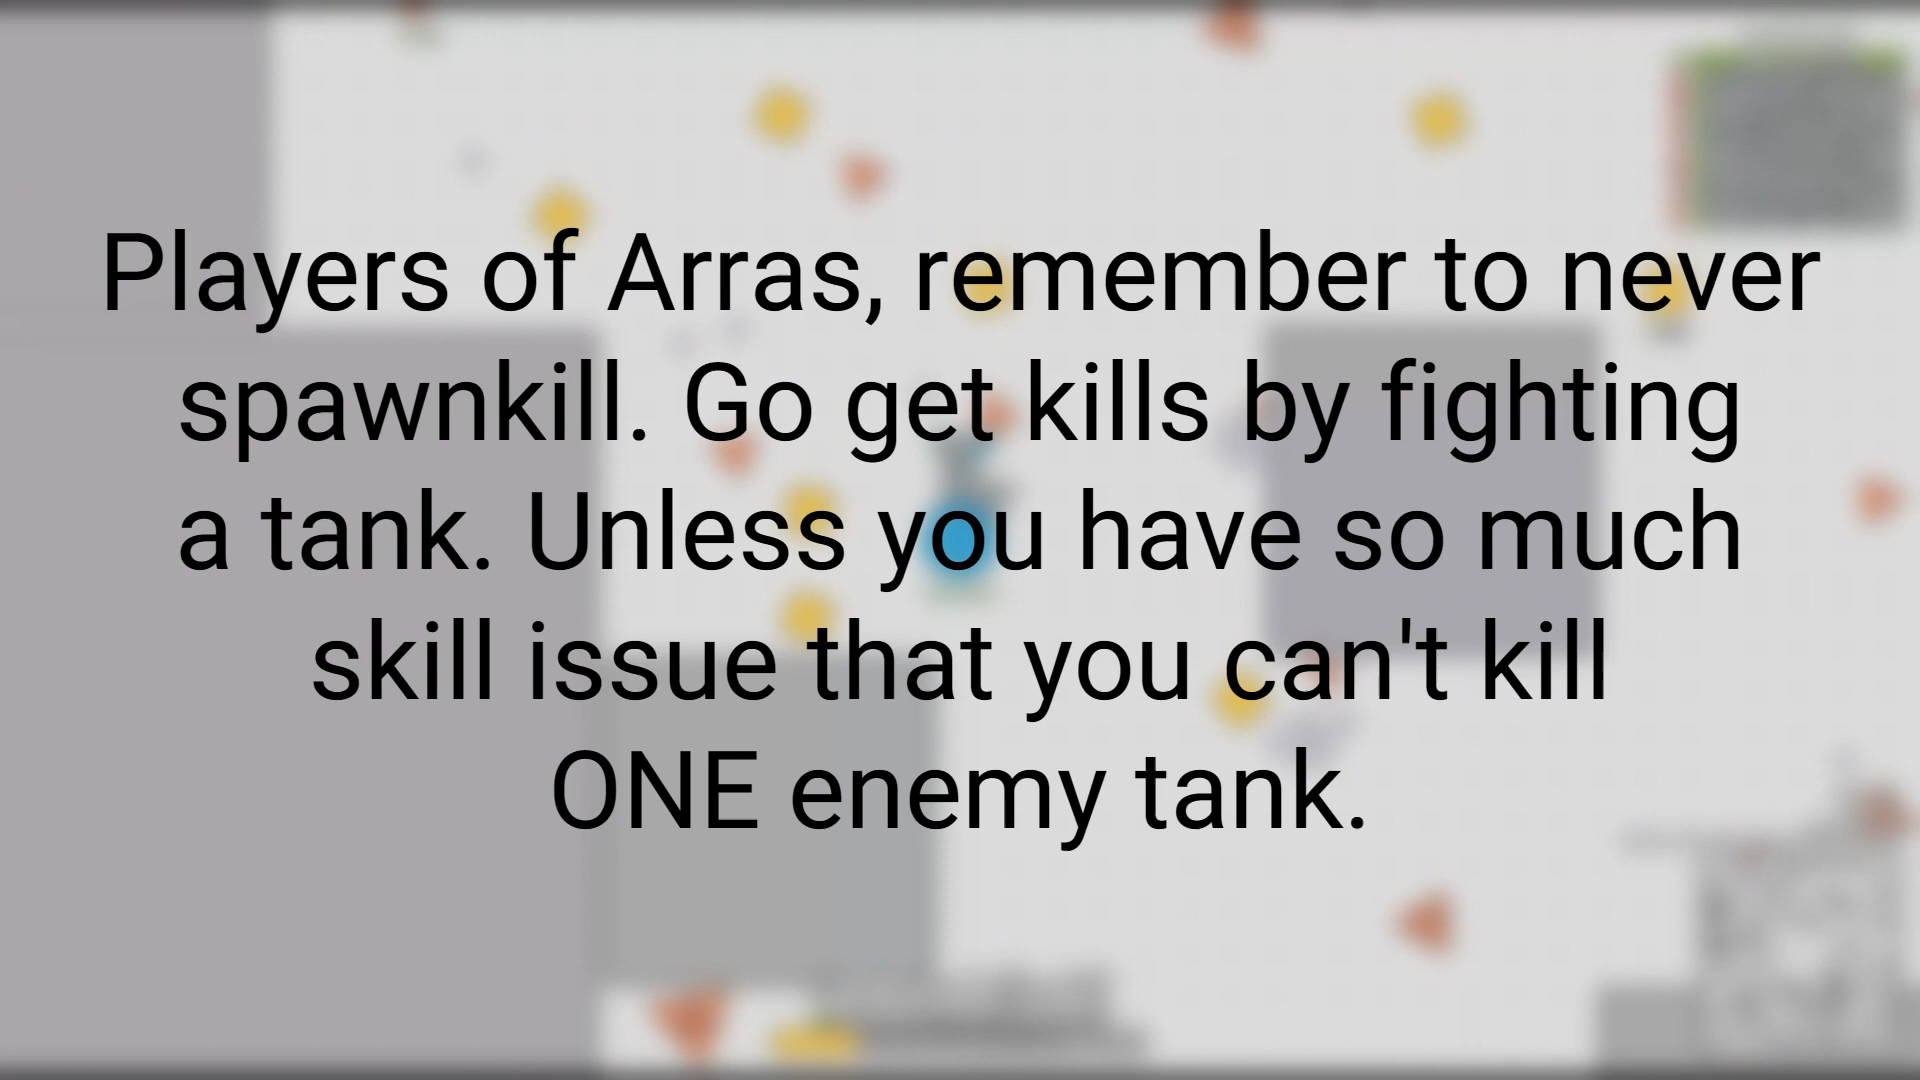 Players of Arras, remember to never
spawnkill. Go get kills by fighting
a tank. Unless you have so much
skill issue that you can't kill
ONE enemy tank.